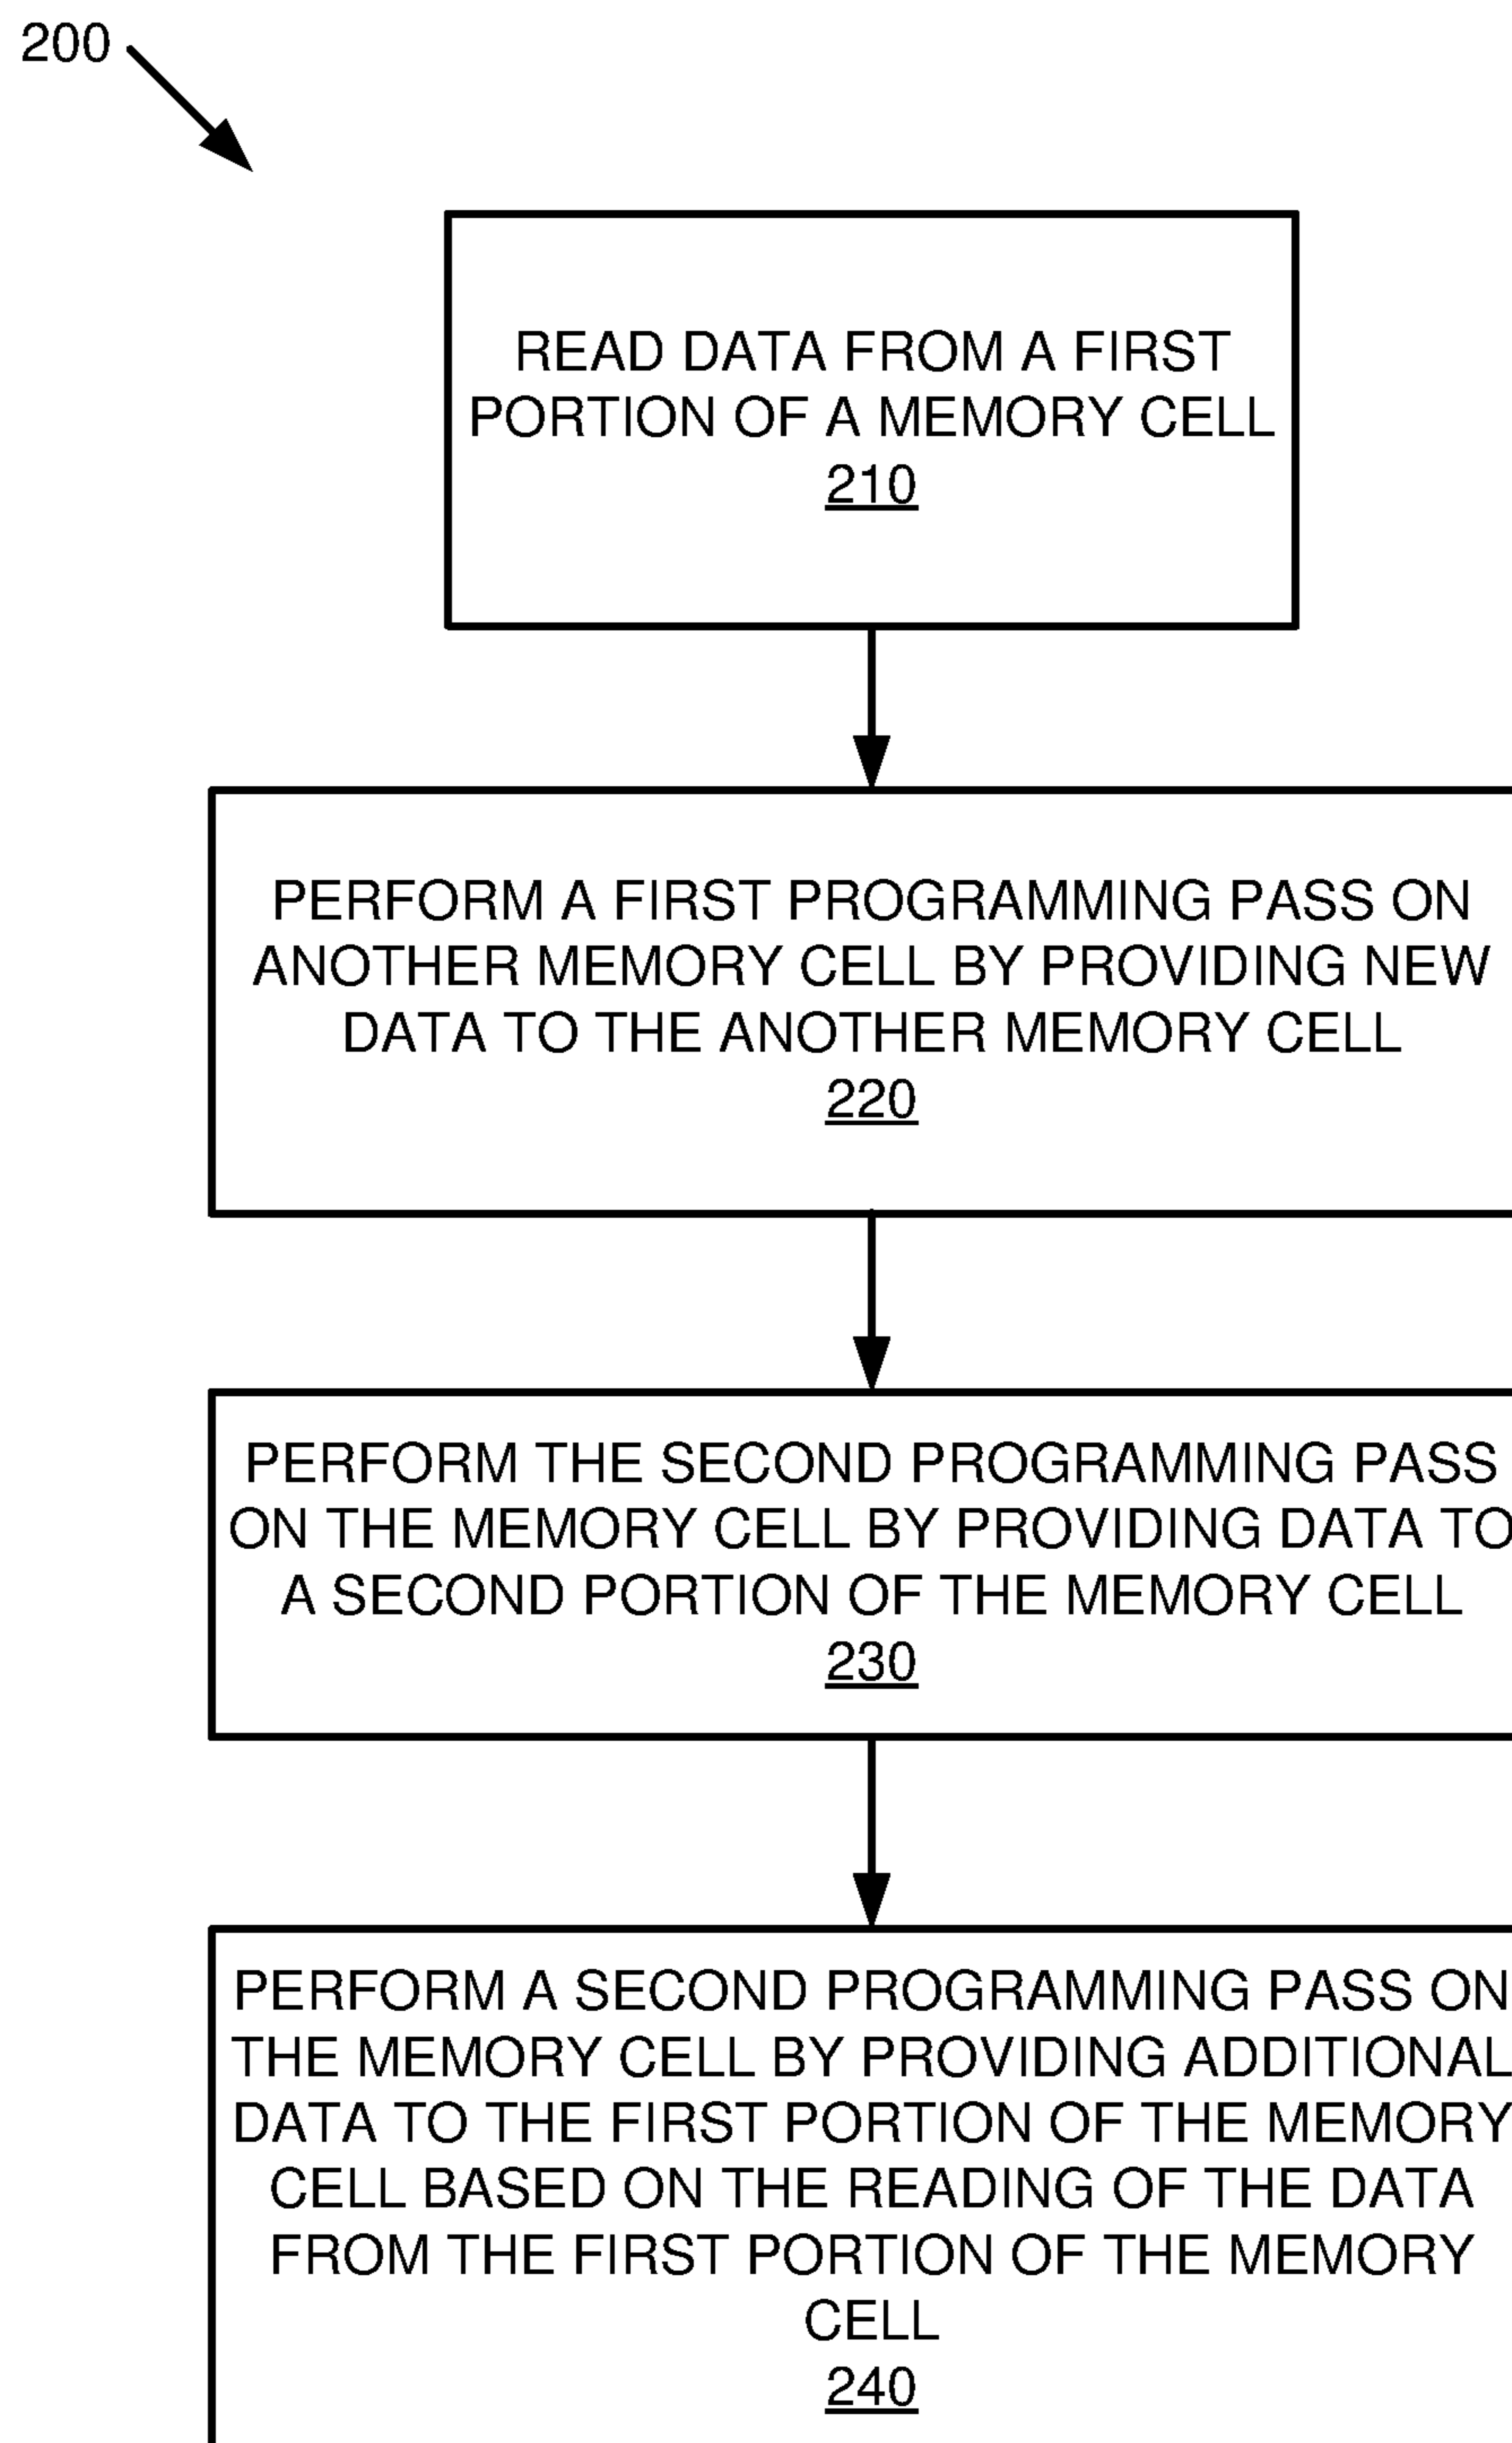 200
READ DATA FROM A FIRST
PORTION OF A MEMORY CELL
210
PERFORM A FIRST PROGRAMMING PASS ON
ANOTHER MEMORY CELL BY PROVIDING NEW
DATA TO THE ANOTHER MEMORY CELL
220
PERFORM THE SECOND PROGRAMMING PASS
ON THE MEMORY CELL BY PROVIDING DATA TO
A SECOND PORTION OF THE MEMORY CELL
230
PERFORM A SECOND PROGRAMMING PASS ON
THE MEMORY CELL BY PROVIDING ADDITIONAL
DATA TO THE FIRST PORTION OF THE MEMORY
CELL BASED ON THE READING OF THE DATA
FROM THE FIRST PORTION OF THE MEMORY
CELL
240